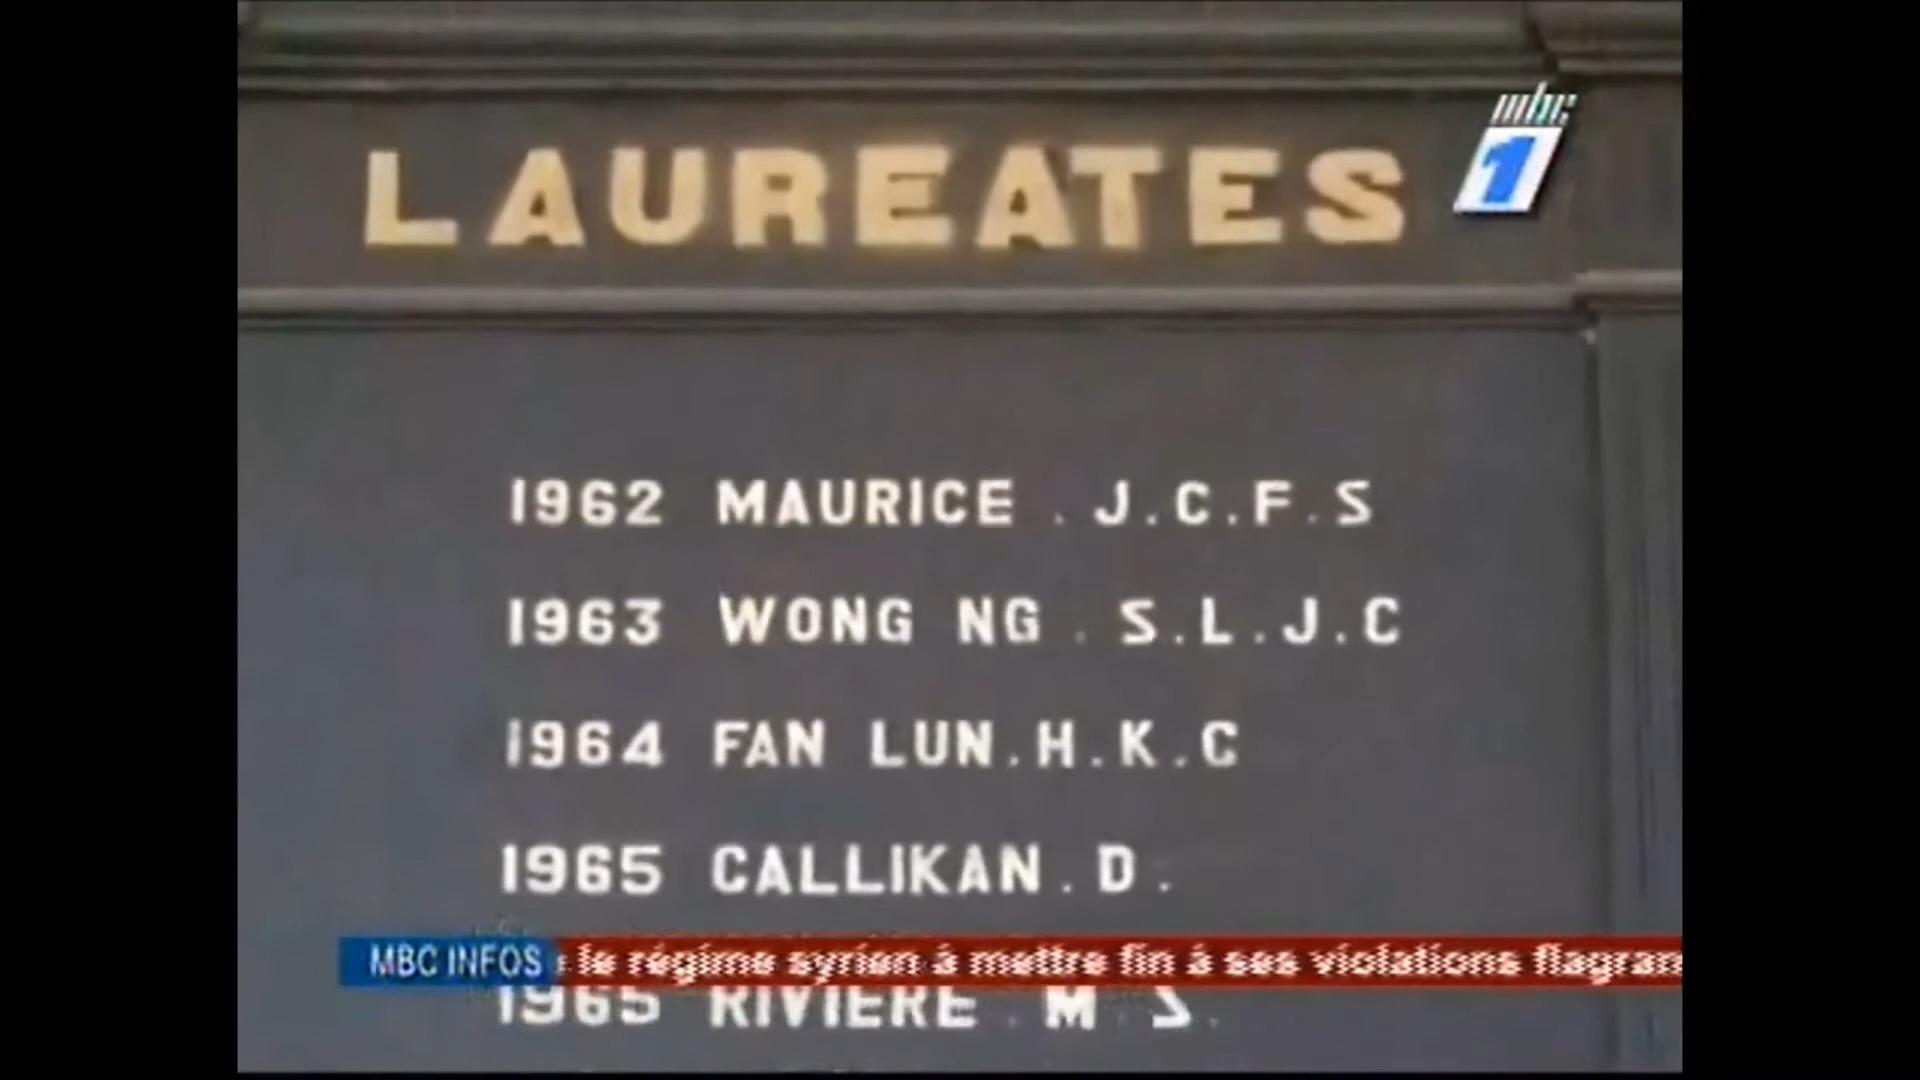 mbc
1
LAUREATES
1962 MAURICE . J.C.F.S
1963 WONG NG . S.L.J.C
1964 FAN LUN.H.K.C
1965 CALLIKAN.D.
MBC INFOS : le régime syrien à mettre fin à ses violations flagran
1965 RIVIERE . M . S.